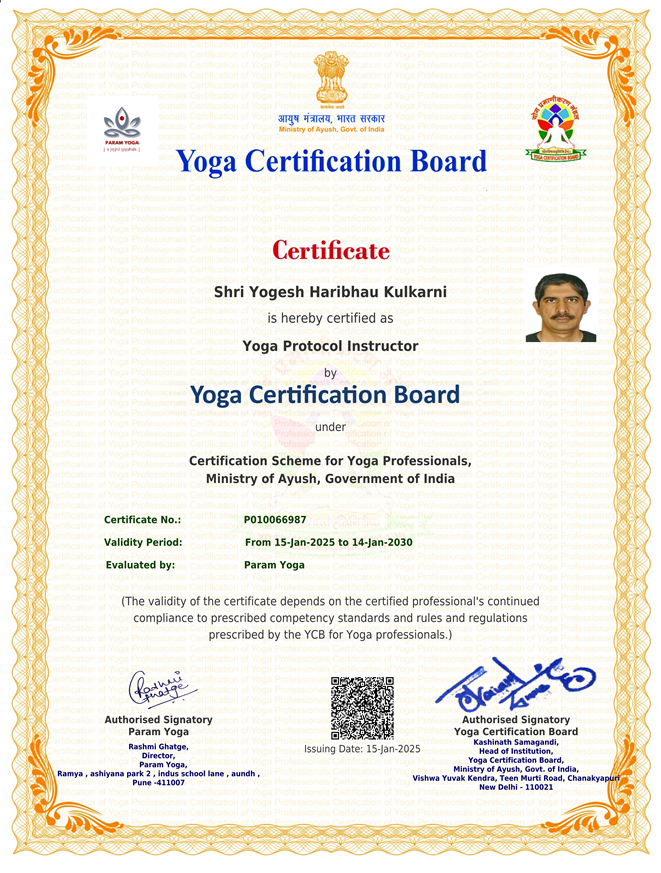 आयुष मंत्रालय, भारत सरकार
Ministry of Ayush, Govt. of India
PARAM YOGA
योग प्रमाणीकरण मंडल
YOGA CERTIFICATION BOARD
Yoga Certification Board
Certificate
Shri Yogesh Haribhau Kulkarni
is hereby certified as
Yoga Protocol Instructor
by
Yoga Certification Board
under
Certification Scheme for Yoga Professionals,
Ministry of Ayush, Government of India
Certificate No.: P010066987
Validity Period: From 15-Jan-2025 to 14-Jan-2030
Evaluated by: Param Yoga
(The validity of the certificate depends on the certified professional's continued
compliance to prescribed competency standards and rules and regulations
prescribed by the YCB for Yoga professionals.)
Authorised Signatory
Param Yoga
Rashmi Ghatge,
Director,
Param Yoga,
Ramya , ashiyana park 2 , indus school lane , aundh ,
Pune -411007
Issuing Date: 15-Jan-2025
Authorised Signatory
Yoga Certification Board
Kashinath Samagandi,
Head of Institution,
Yoga Certification Board,
Ministry of Ayush, Govt. of India,
Vishwa Yuvak Kendra, Teen Murti Road, Chanakyapuri
New Delhi - 110021